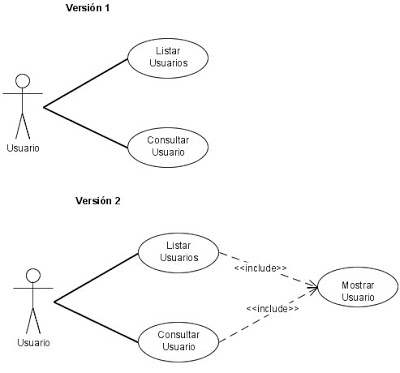 Versión 1
Listar
Usuarios
Usuario
Consultar
Usuario
Versión 2
Listar
Usuarios
<<include>>
Mostrar
Usuario
<<include>>
Usuario
Consultar
Usuario